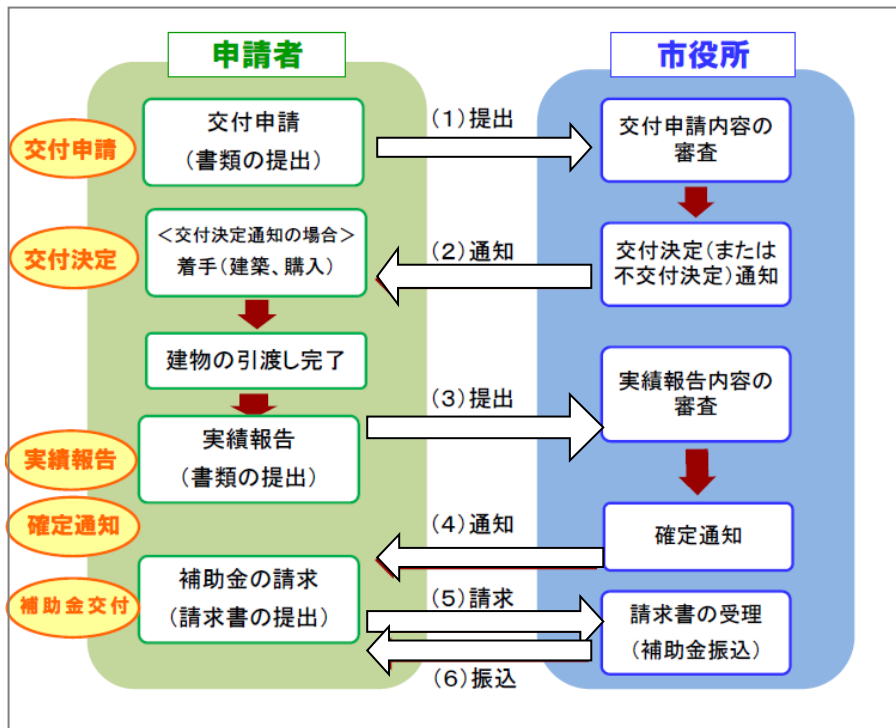 申請者
市役所
交付申請
交付申請
(書類の提出)
(1)提出
交付申請内容の
審査
交付決定
<交付決定通知の場合>
着手(建築、購入)
(2)通知
交付決定(または
不交付決定)通知
建物の引渡し完了
(3)提出
実績報告内容の
審査
実績報告
実績報告
(書類の提出)
確定通知
(4)通知
確定通知
補助金交付
補助金の請求
(請求書の提出)
(5)請求
請求書の受理
(補助金振込)
(6)振込